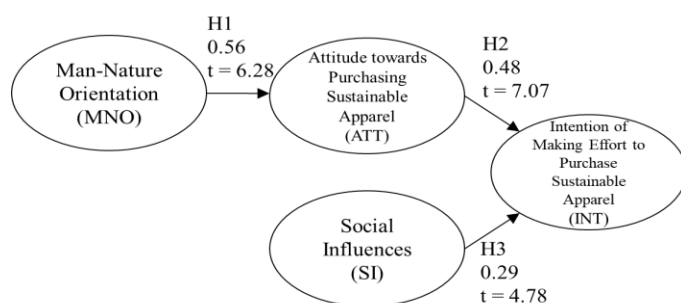 H1
0.56
t = 6.28
Man-Nature
Orientation
(MNO)
Attitude towards
Purchasing
Sustainable
Apparel
(ATT)
H2
0.48
t = 7.07
Intention of
Making Effort to
Purchase
Sustainable
Apparel
(INT)
Social
Influences
(SI)
H3
0.29
t = 4.78